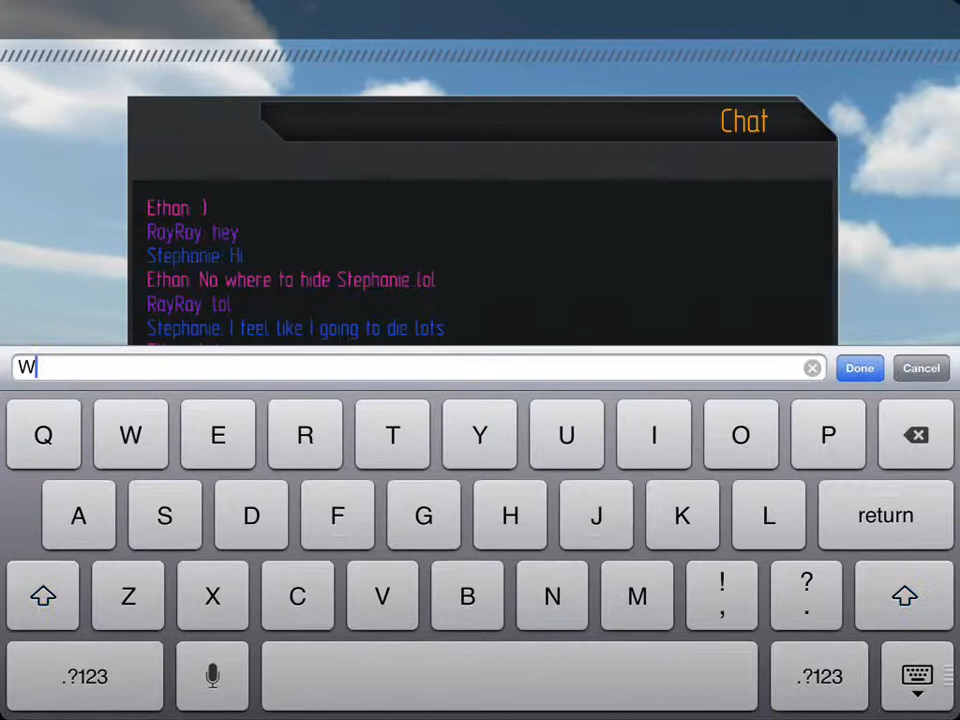 Chat
Ethan: )
RayRay: hey
Stephanie: Hi
Ethan: No where to hide Stephanie.lol
RayRay: lol
Stephanie: I feel like I going to die lots
W
Done
Cancel
Q W E R T Y U I O P
A S D F G H J K L return
Z X C V B N M ! , ? .
.?123 .?123